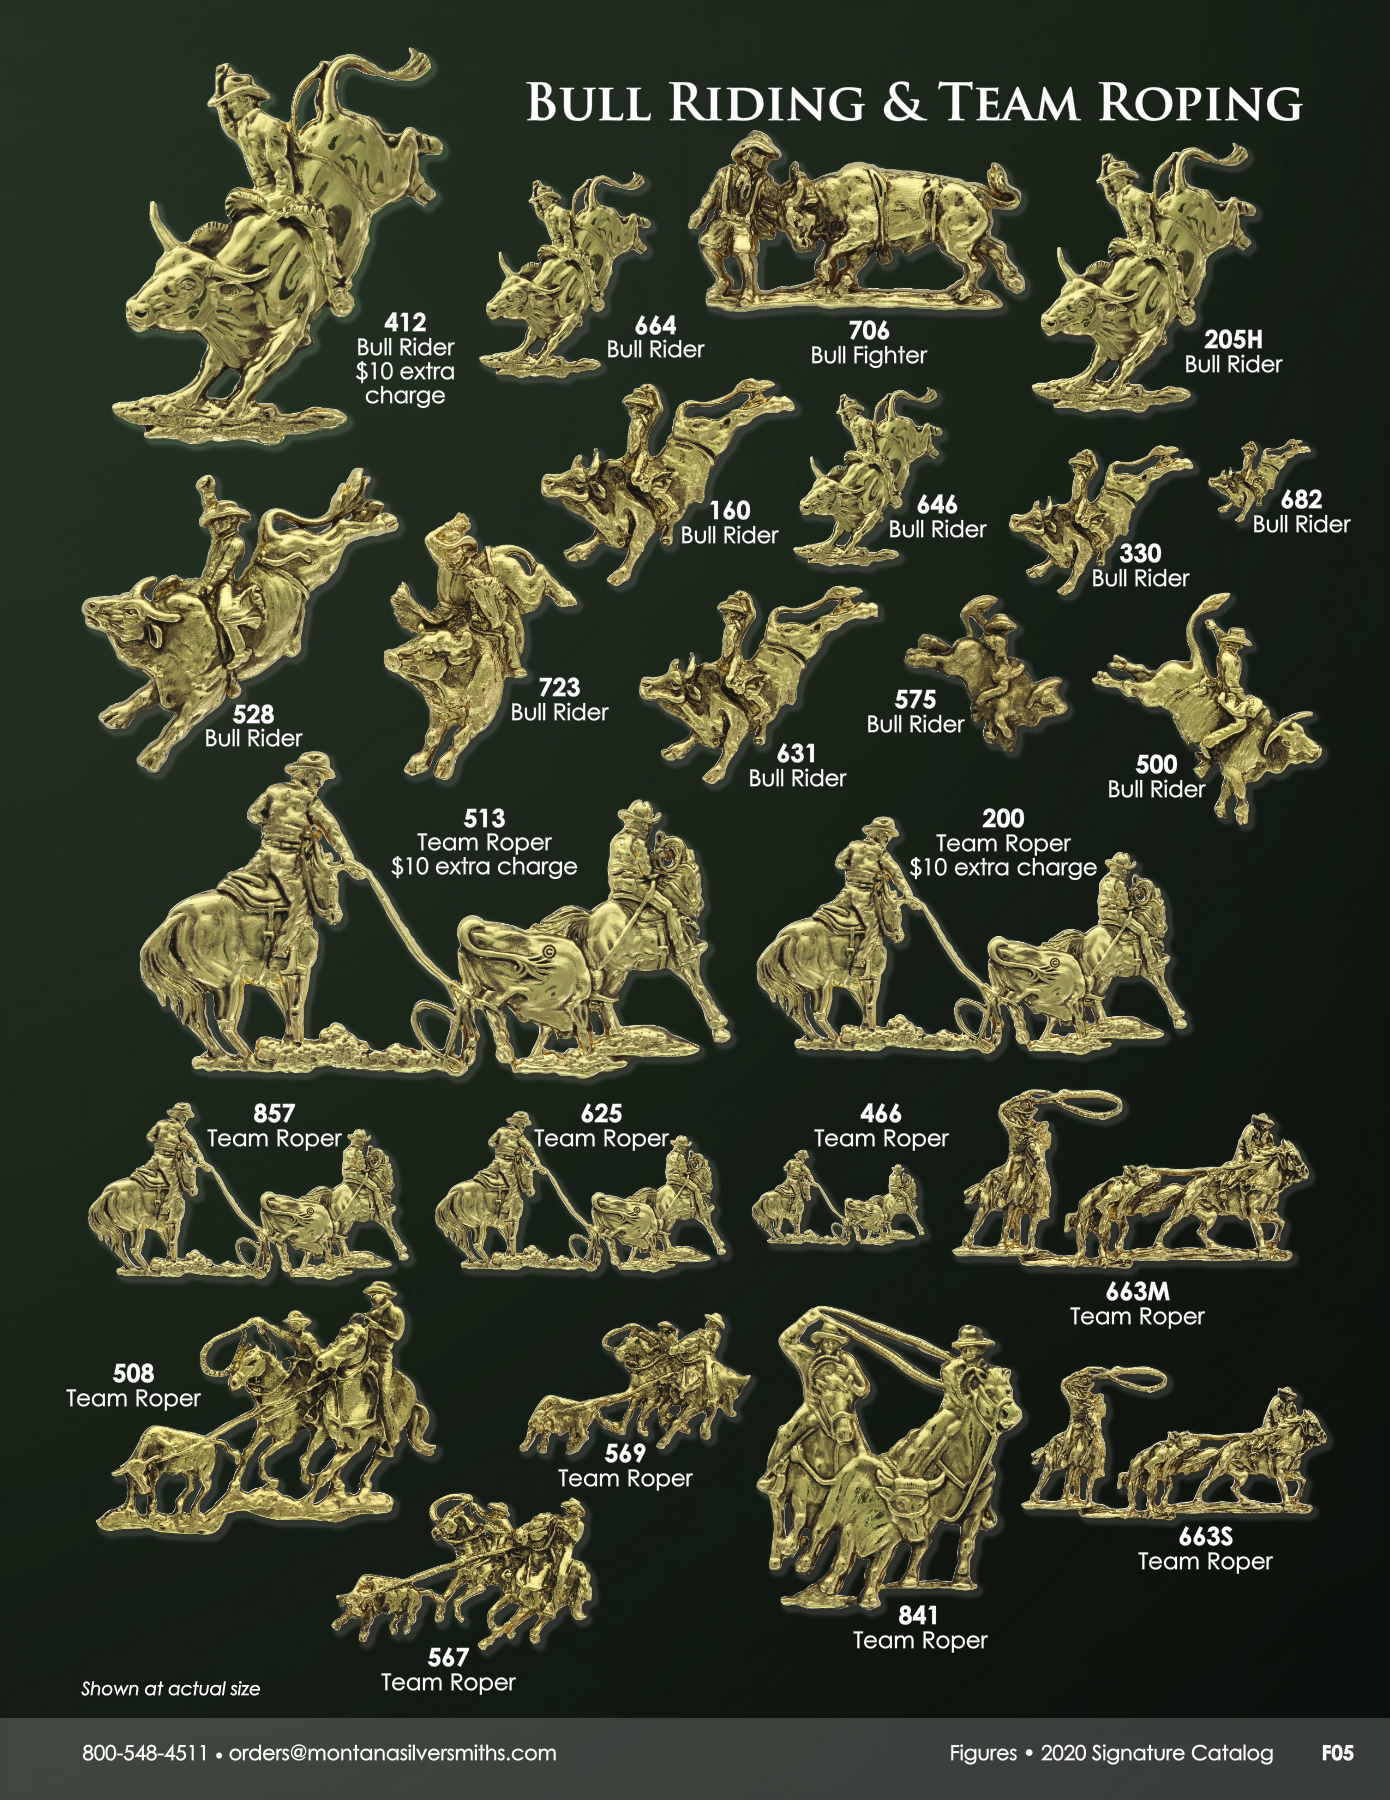 BULL RIDING & TEAM ROPING
412
Bull Rider
$10 extra
charge
664
Bull Rider
706
Bull Fighter
205H
Bull Rider
160
Bull Rider
646
Bull Rider
330
Bull Rider
682
Bull Rider
528
Bull Rider
723
Bull Rider
631
Bull Rider
575
Bull Rider
500
Bull Rider
513
Team Roper
$10 extra charge
©
200
Team Roper
$10 extra charge
©
857
Team Roper
625
Team Roper
466
Team Roper
663M
Team Roper
508
Team Roper
569
Team Roper
567
Team Roper
841
Team Roper
663S
Team Roper
Shown at actual size
800-548-4511 • orders@montanasilversmiths.com
Figures • 2020 Signature Catalog F05